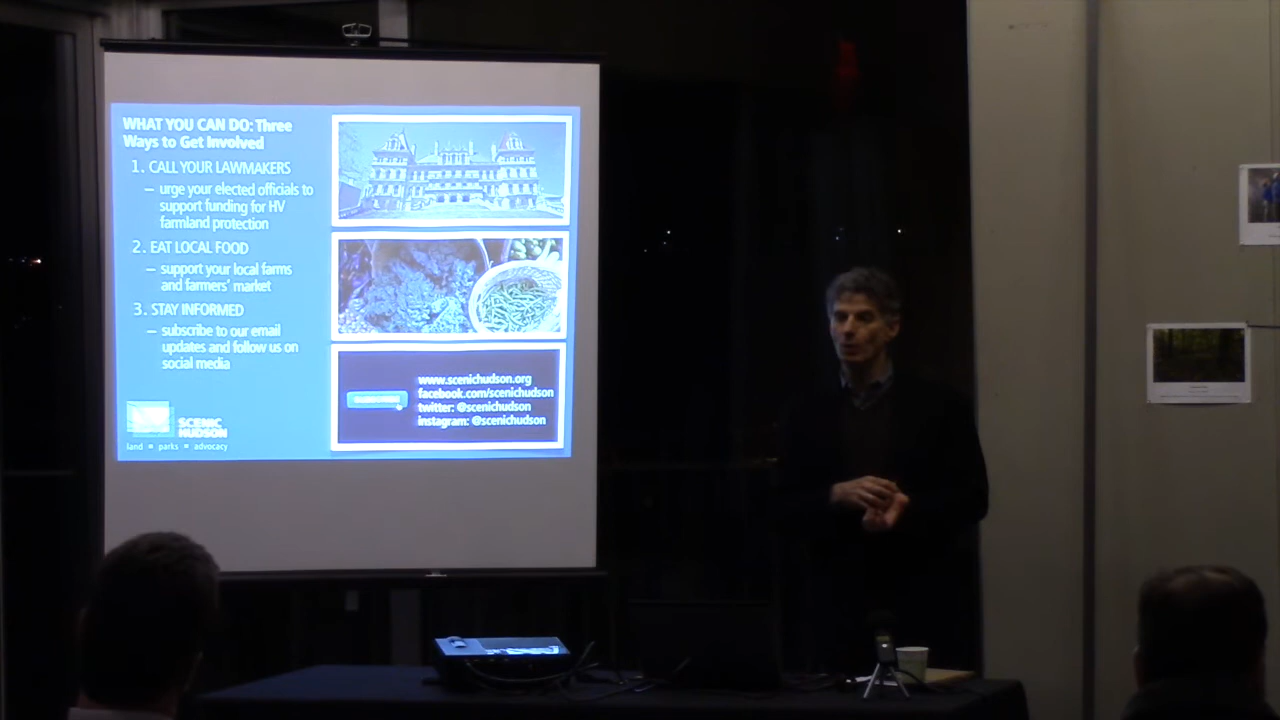 WHAT YOU CAN DO: Three
Ways to Get Involved
1. CALL YOUR LAWMAKERS
– urge your elected officials to
support funding for HV
farmland protection
2. EAT LOCAL FOOD
– support your local farms
and farmers' market
3. STAY INFORMED
– subscribe to our email
updates and follow us on
social media
SCENIC
HUDSON
land • parks • advocacy
www.scenichudson.org
facebook.com/scenichudson
twitter: @scenichudson
instagram: @scenichudson